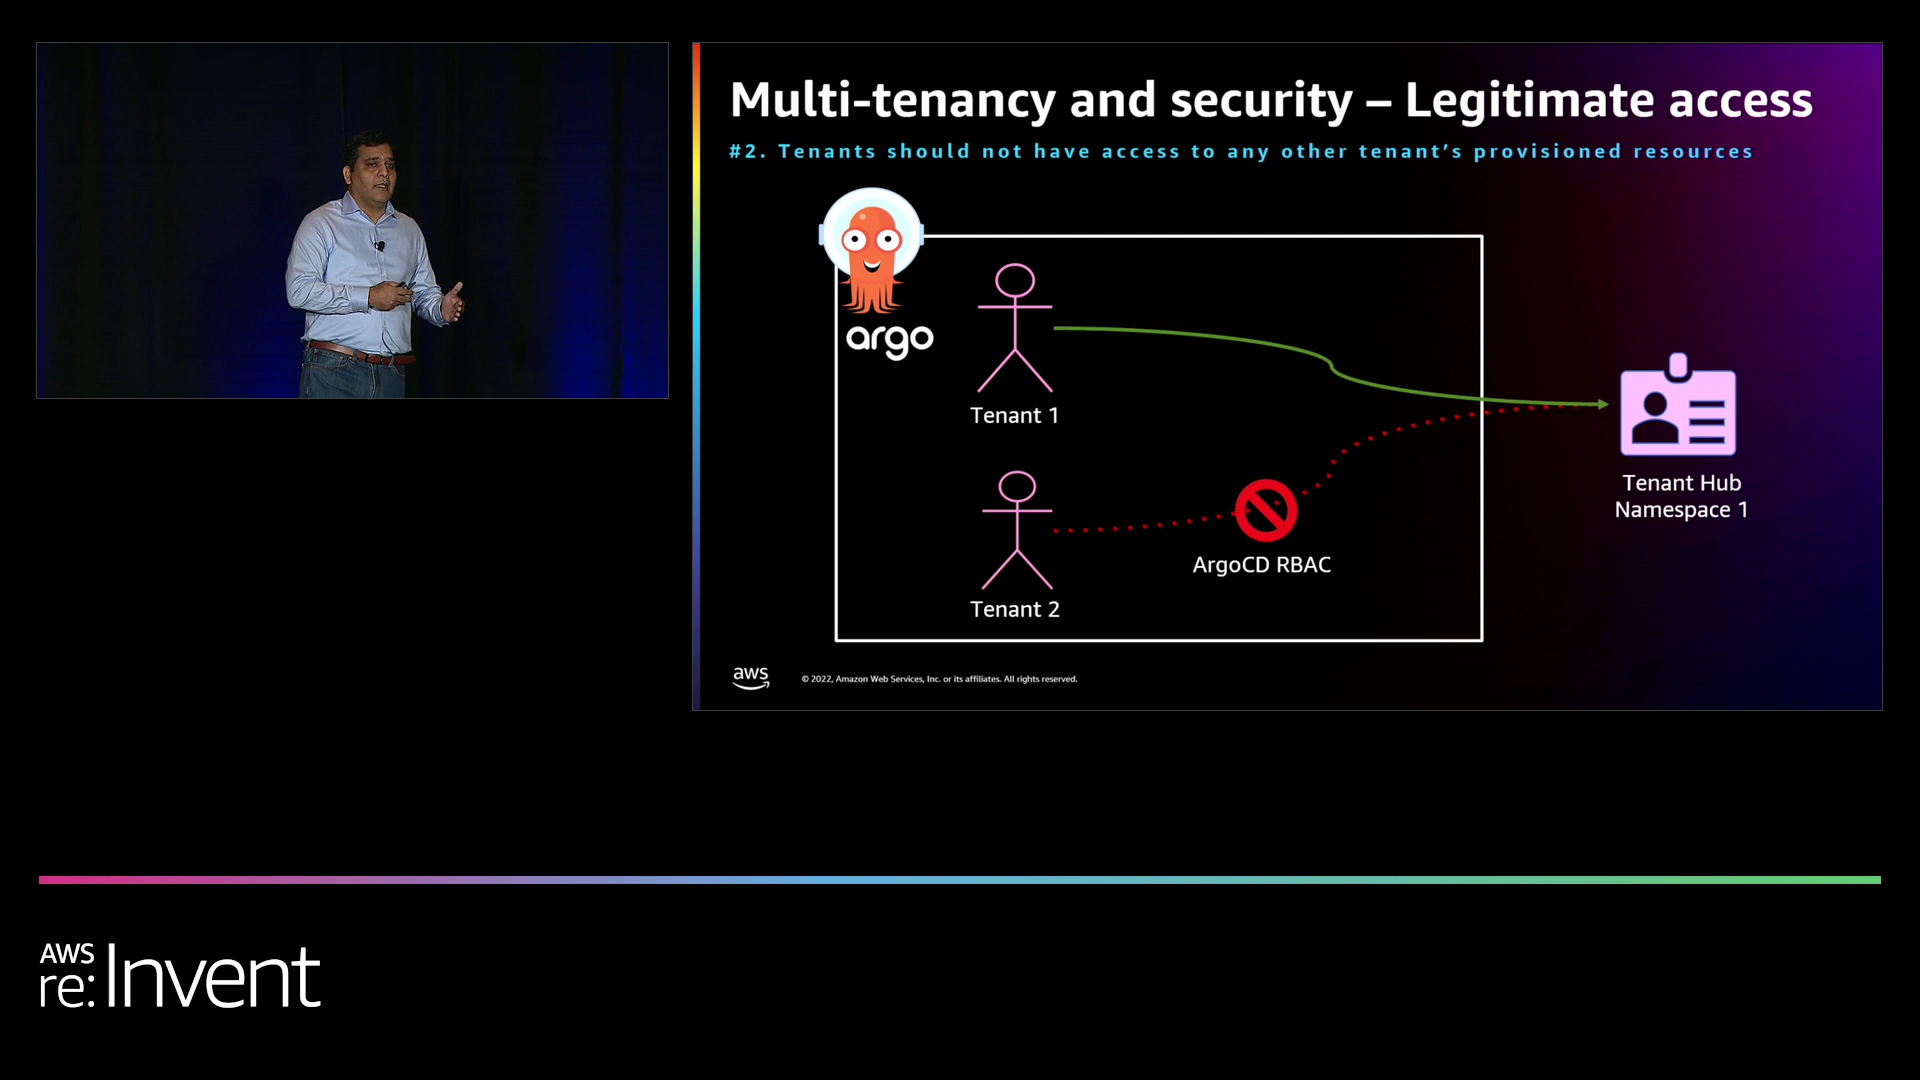 Multi-tenancy and security – Legitimate access
#2. Tenants should not have access to any other tenant's provisioned resources
argo
Tenant 1
Tenant Hub
Namespace 1
ArgoCD RBAC
Tenant 2
aws
© 2022, Amazon Web Services, Inc. or its affiliates. All rights reserved.
AWS
re:Invent